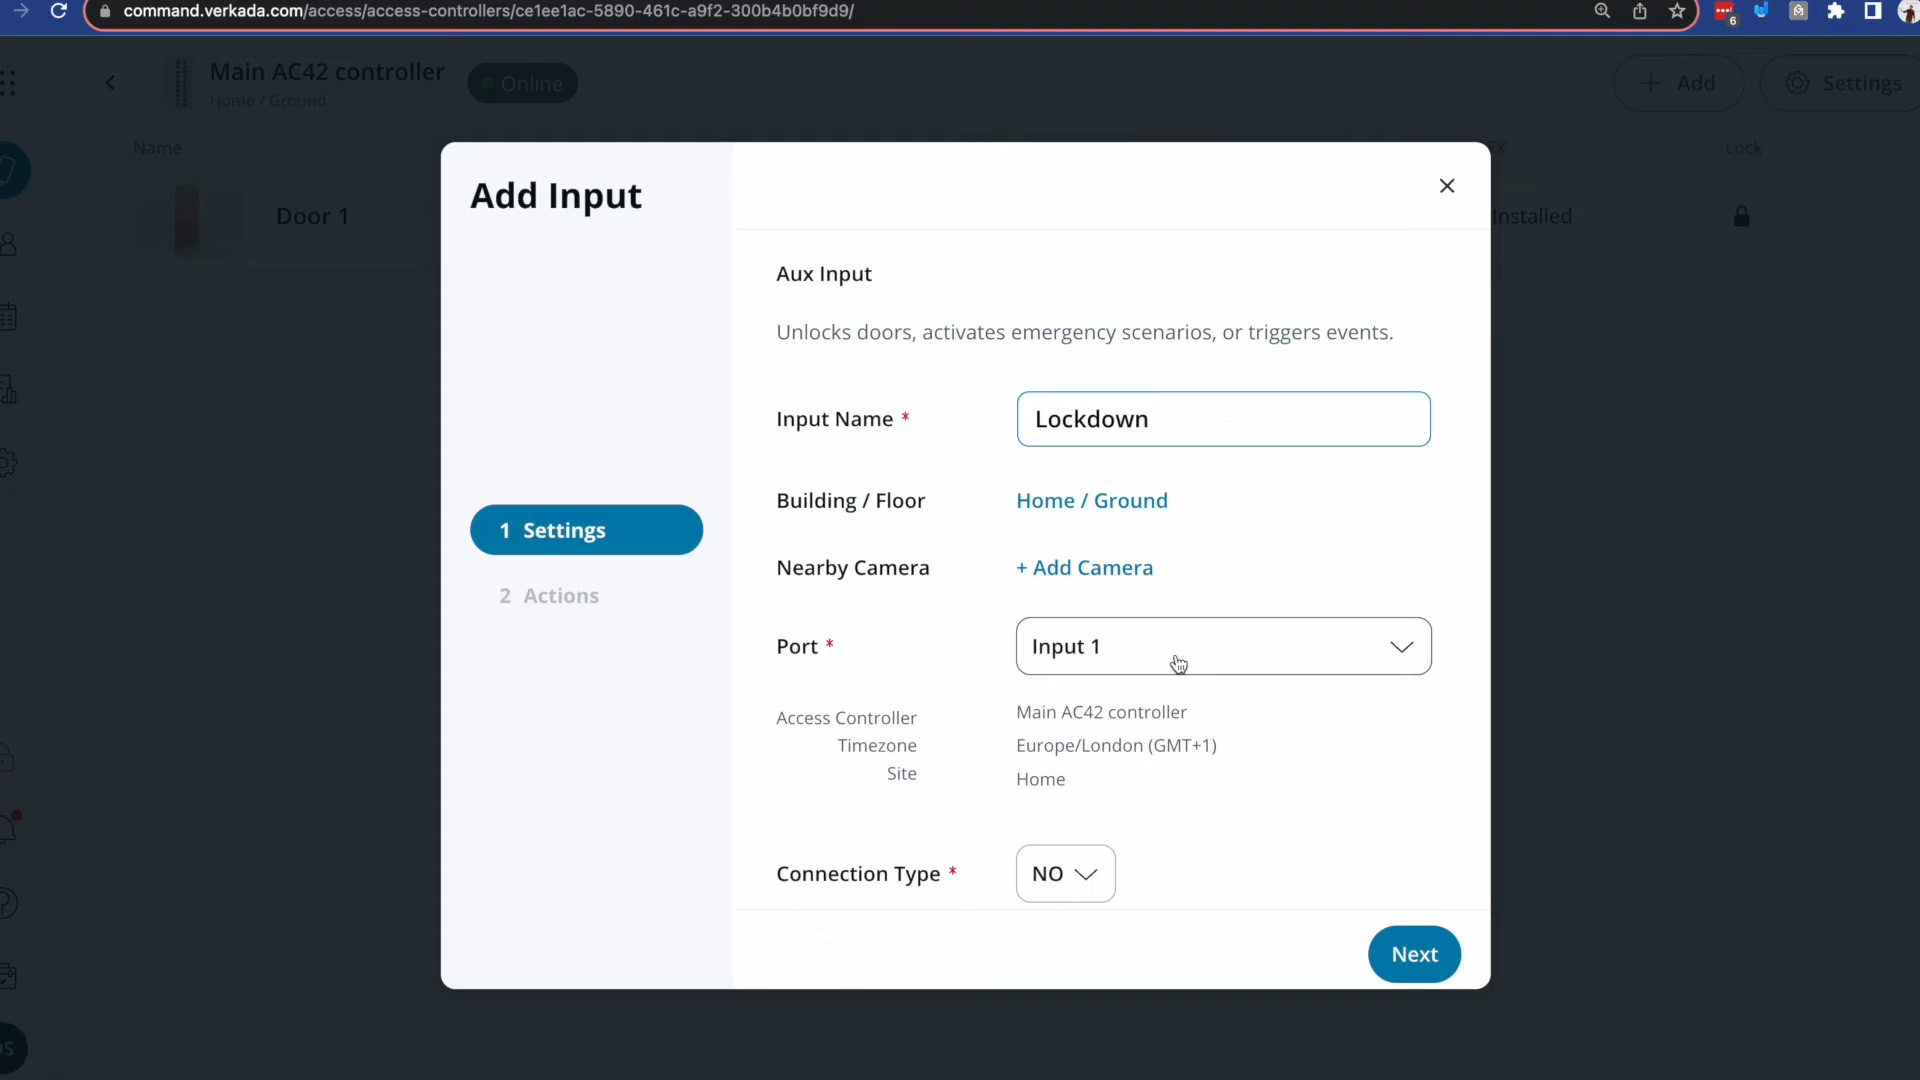 command.verkada.com/access/access-controllers/ce1ee1ac-5890-461c-a9f2-300b4b0bf9d9/
6
Main AC42 controller
Home / Ground
Online
+ Add
Settings
Name
Lock
Door 1
Installed
Add Input
Aux Input
Unlocks doors, activates emergency scenarios, or triggers events.
Input Name *
Lockdown
Building / Floor
Home / Ground
1 Settings
Nearby Camera
+ Add Camera
2 Actions
Port *
Input 1
Access Controller
Main AC42 controller
Timezone
Europe/London (GMT+1)
Site
Home
Connection Type *
NO
Next